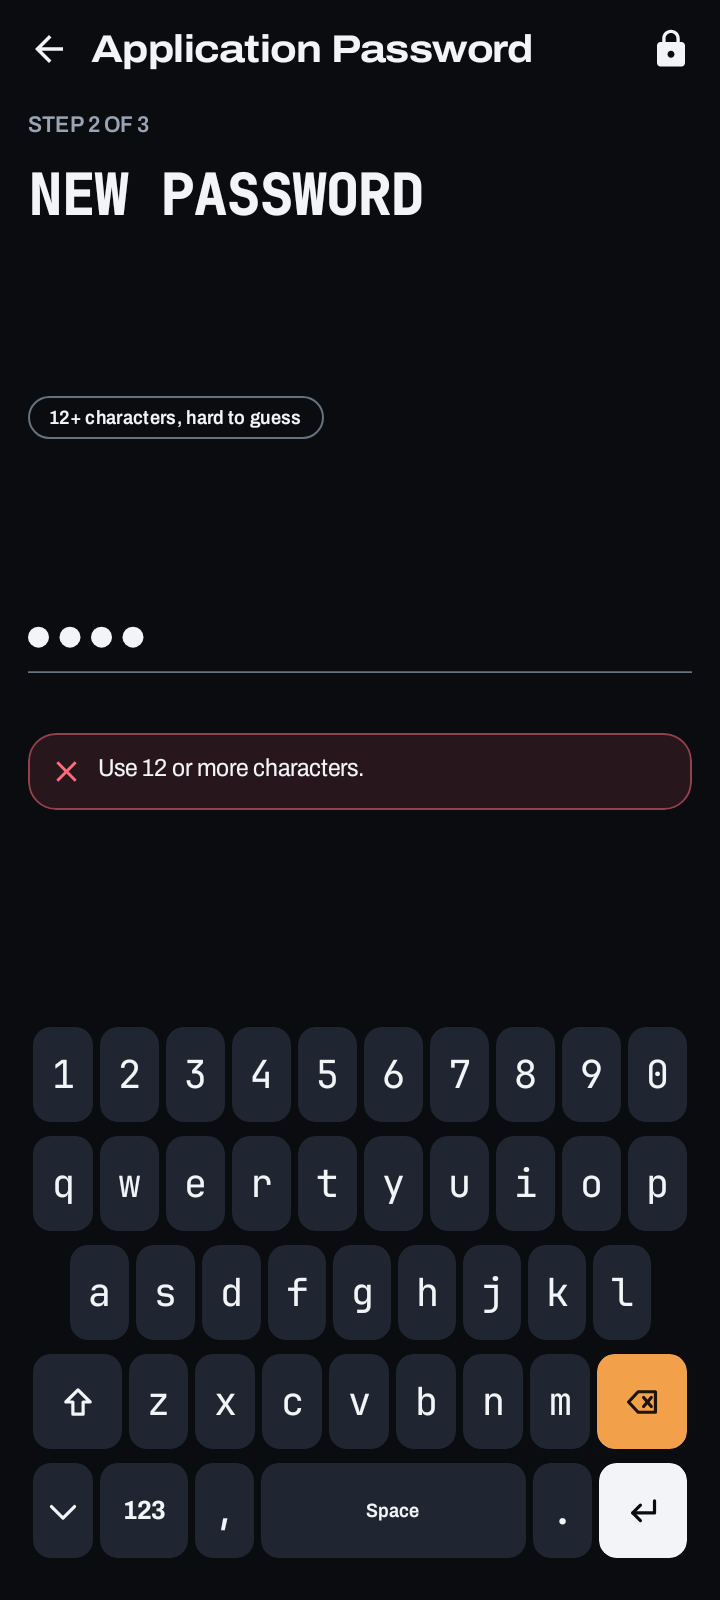 Application Password
STEP 2 OF 3
NEW PASSWORD
12+ characters, hard to guess
Use 12 or more characters.
1 2 3 4 5 6 7 8 9 0
q w e r t y u i o p
a s d f g h j k l
z x c v b n m
123 , Space .